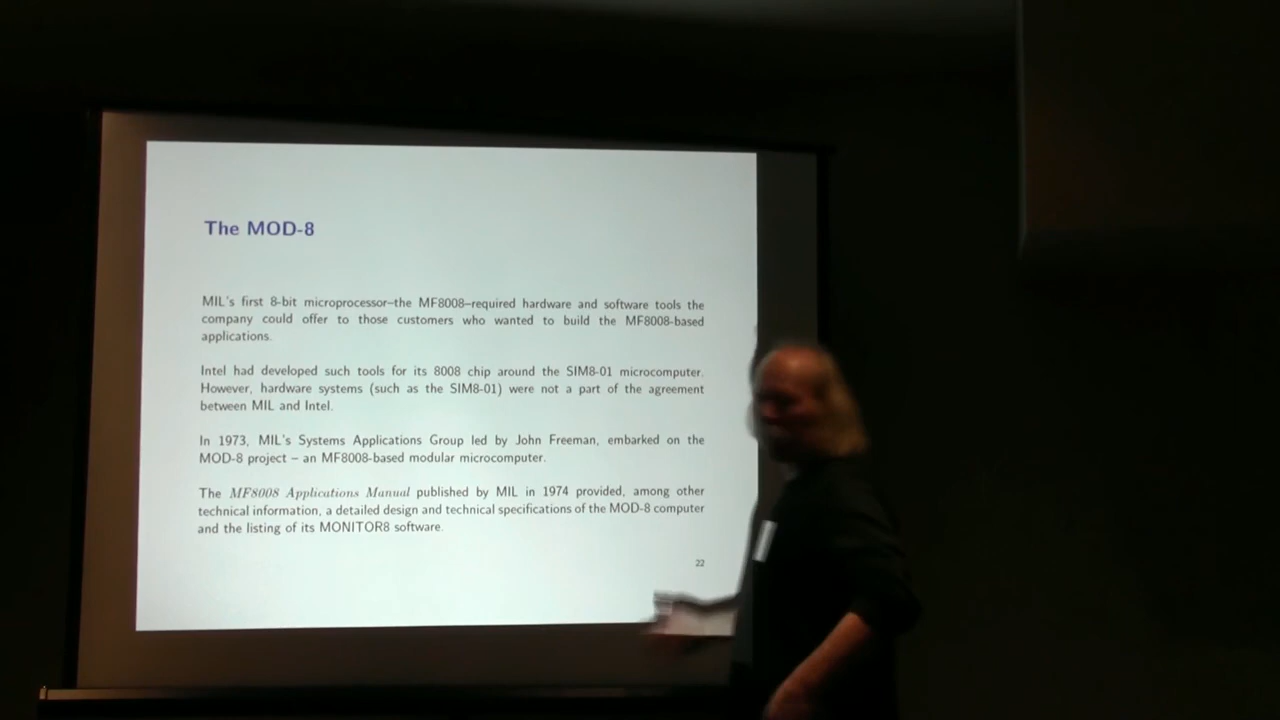 The MOD-8
MIL's first 8-bit microprocessor–the MF8008–required hardware and software tools the
company could offer to those customers who wanted to build the MF8008-based
applications.
Intel had developed such tools for its 8008 chip around the SIM8-01 microcomputer.
However, hardware systems (such as the SIM8-01) were not a part of the agreement
between MIL and Intel.
In 1973, MIL's Systems Applications Group led by John Freeman, embarked on the
MOD-8 project – an MF8008-based modular microcomputer.
The MF8008 Applications Manual published by MIL in 1974 provided, among other
technical information, a detailed design and technical specifications of the MOD-8 computer
and the listing of its MONITOR8 software.
22